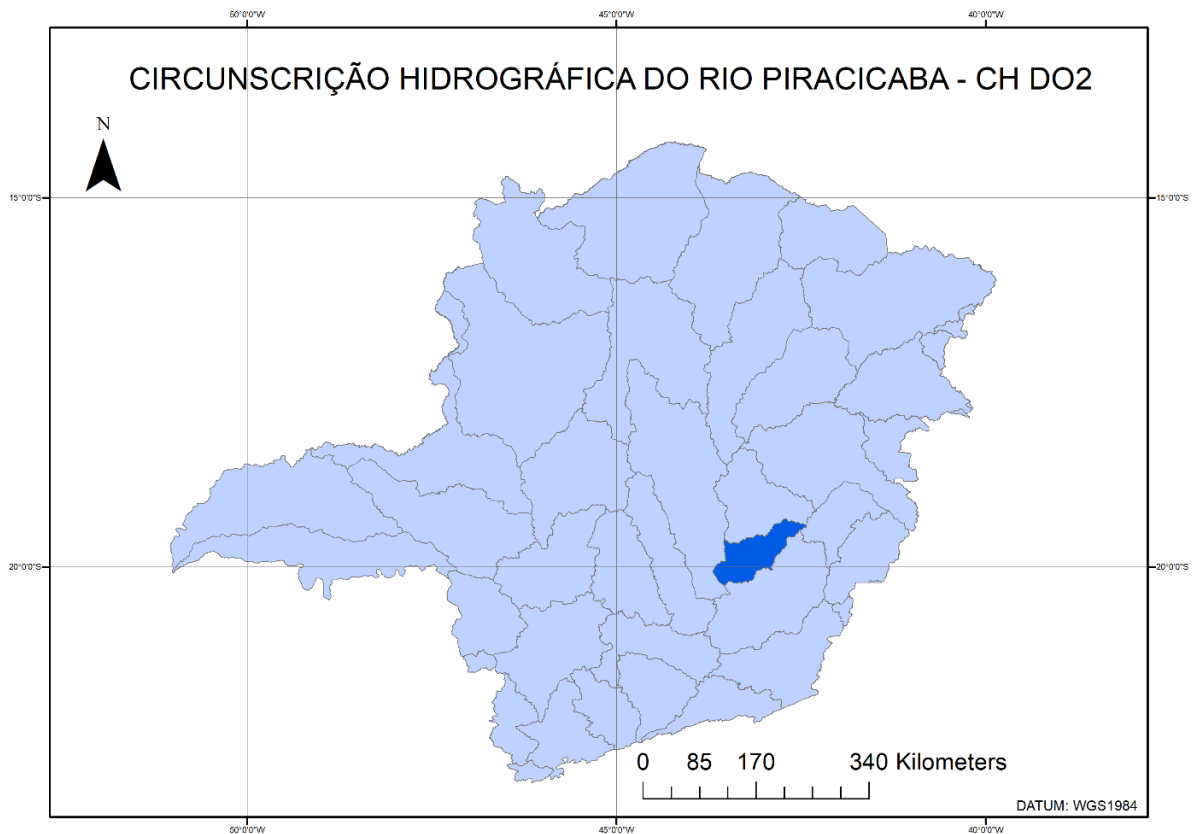 50°0'0"W 45°0'0"W 40°0'0"W
CIRCUNSCRIÇÃO HIDROGRÁFICA DO RIO PIRACICABA - CH DO2
N
15°0'0"S 15°0'0"S
20°0'0"S 20°0'0"S
0 85 170 340 Kilometers
DATUM: WGS1984
50°0'0"W 45°0'0"W 40°0'0"W